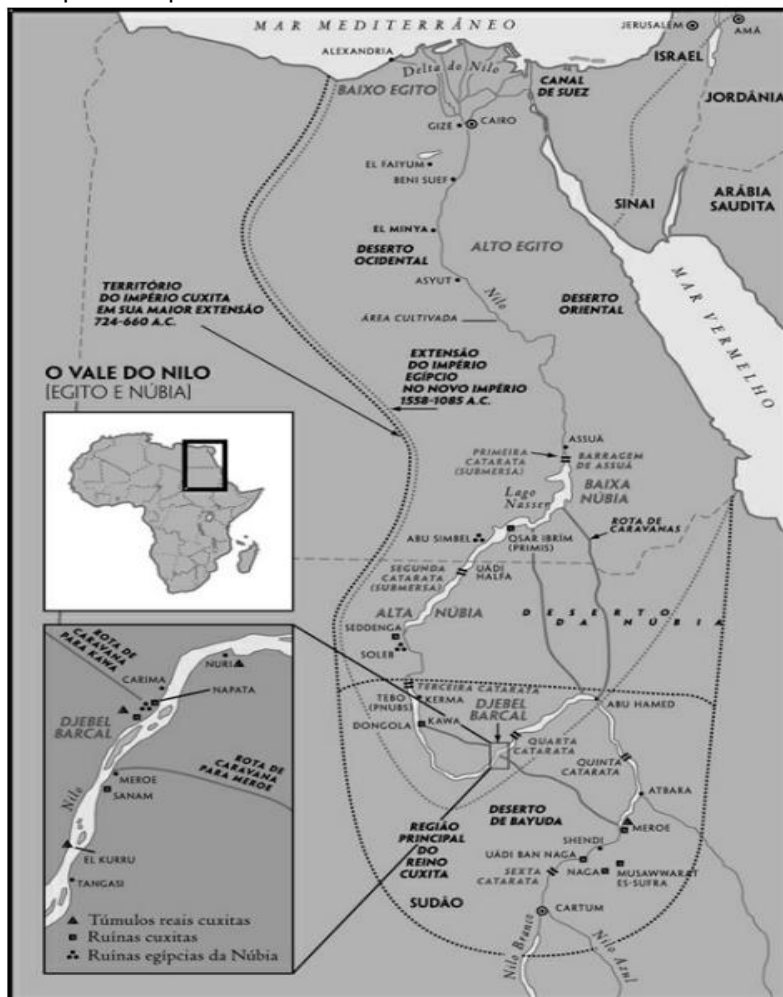 MAR MEDITERRÂNEO
JERUSALÉM
AMÃ
ALEXANDRIA
ISRAEL
Delta do Nilo
CANAL
DE SUEZ
BAIXO EGITO
JORDÂNIA
GIZÉ
CAIRO
EL FAIYUM
BENI SUEF
SINAI
ARÁBIA
SAUDITA
EL MINYA
DESERTO
OCIDENTAL
ALTO EGITO
ASYUT
Nilo
DESERTO
ORIENTAL
MAR VERMELHO
TERRITÓRIO
DO IMPÉRIO CUXITA
EM SUA MAIOR EXTENSÃO
724-660 A.C.
ÁREA CULTIVADA
EXTENSÃO
DO IMPÉRIO
EGÍPCIO
NO NOVO IMPÉRIO
1558-1085 A.C.
O VALE DO NILO
[EGITO E NÚBIA]
ASSUÃ
PRIMEIRA
CATARATA
(SUBMERSA)
BARRAGEM
DE ASSUÃ
BAIXA
NÚBIA
Lago
Nasser
ROTA DE
CARAVANAS
ABU SIMBEL
QSAR IBRÍM
(PRIMIS)
SEGUNDA
CATARATA
(SUBMERSA)
UÁDI
HALFA
ALTA NÚBIA
DESERTO
DA NÚBIA
SEDDENGA
SOLEB
TERCEIRA CATARATA
TEBO
(PNUBS)
KERMA
DJEBEL
BARCAL
ABU HAMED
DONGOLA
KAWA
QUARTA
CATARATA
QUINTA
CATARATA
ATBARA
REGIÃO
PRINCIPAL
DO
REINO
CUXITA
DESERTO
DE BAYUDA
MEROE
SHENDI
UÁDI BAN NAGA
NAGA
MUSAWWARAT
ES-SUFRA
SEXTA
CATARATA
SUDÃO
CARTUM
Nilo Branco
Nilo Azul
ROTA DE
CARAVANA
PARA KAWA
NURI
CARIMA
NAPATA
DJEBEL
BARCAL
ROTA DE
CARAVANA
PARA MEROE
MEROE
SANAM
Nilo
EL KURRU
TANGASI
Túmulos reais cuxitas
Ruínas cuxitas
Ruínas egípcias da Núbia